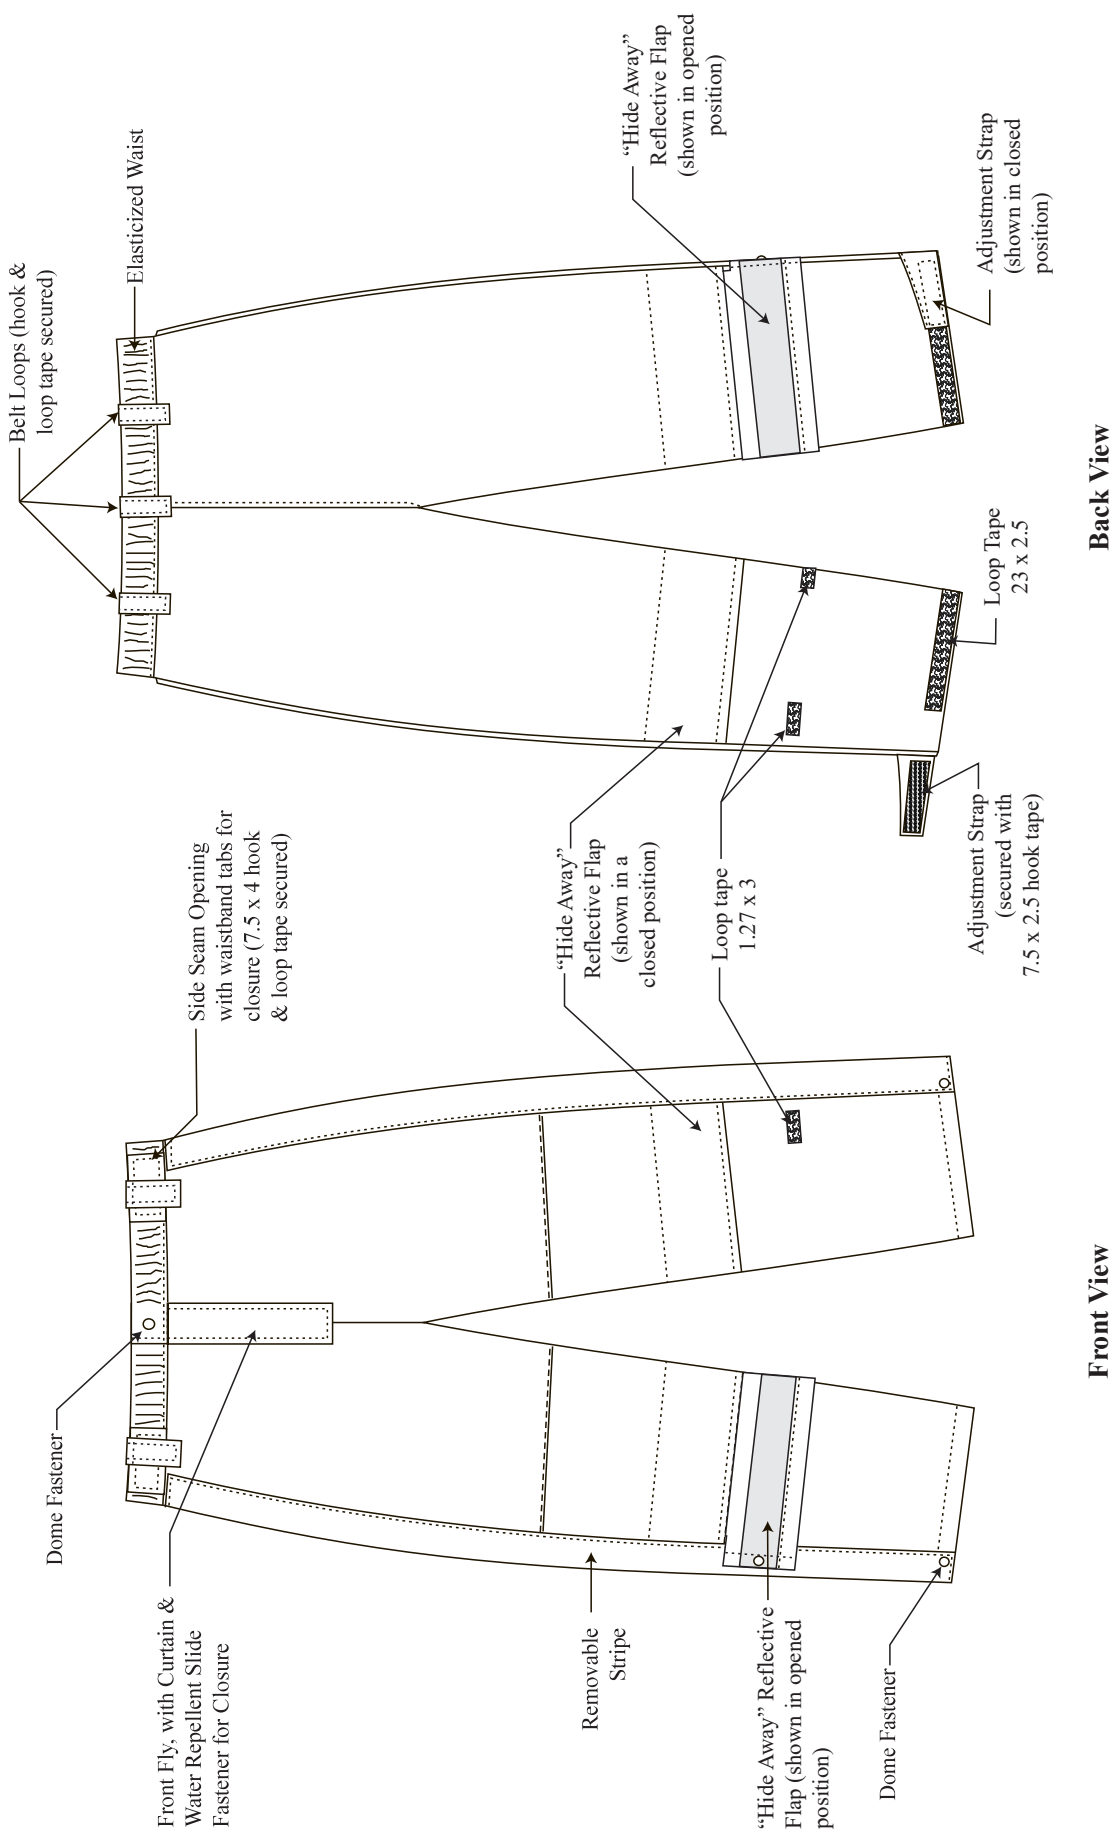 Dome Fastener
Front Fly, with Curtain &
Water Repellent Slide
Fastener for Closure
Removable
Stripe
“Hide Away” Reflective
Flap (shown in opened
position)
Dome Fastener
Side Seam Opening
with waistband tabs for
closure (7.5 x 4 hook
& loop tape secured)
“Hide Away”
Reflective Flap
(shown in a
closed position)
Loop tape
1.27 x 3
Adjustment Strap
(secured with
7.5 x 2.5 hook tape)
Front View
Belt Loops (hook &
loop tape secured)
Elasticized Waist
“Hide Away”
Reflective Flap
(shown in opened
position)
Adjustment Strap
(shown in closed
position)
Loop Tape
23 x 2.5
Back View